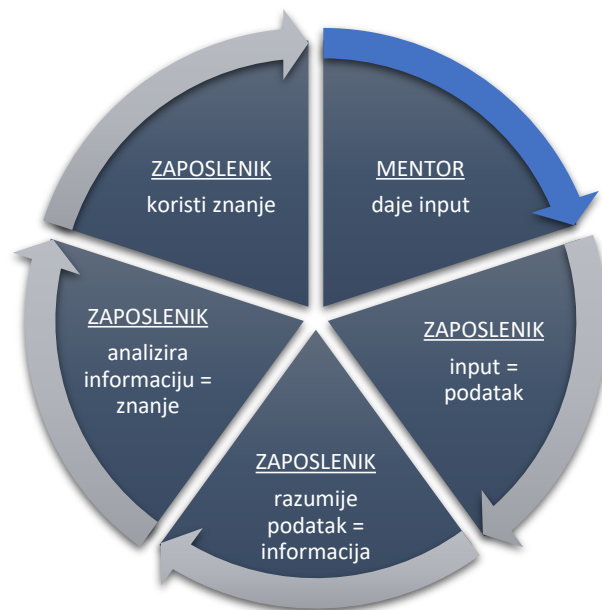 MENTOR
daje input
ZAPOSLENIK
input =
podatak
ZAPOSLENIK
razumije
podatak =
informacija
ZAPOSLENIK
analizira
informaciju =
znanje
ZAPOSLENIK
koristi znanje